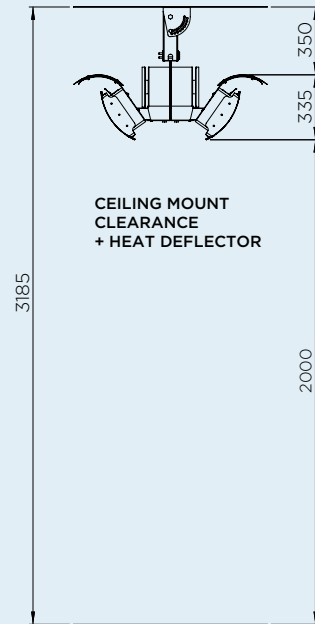 350
335
CEILING MOUNT
CLEARANCE
+ HEAT DEFLECTOR
3185
2000